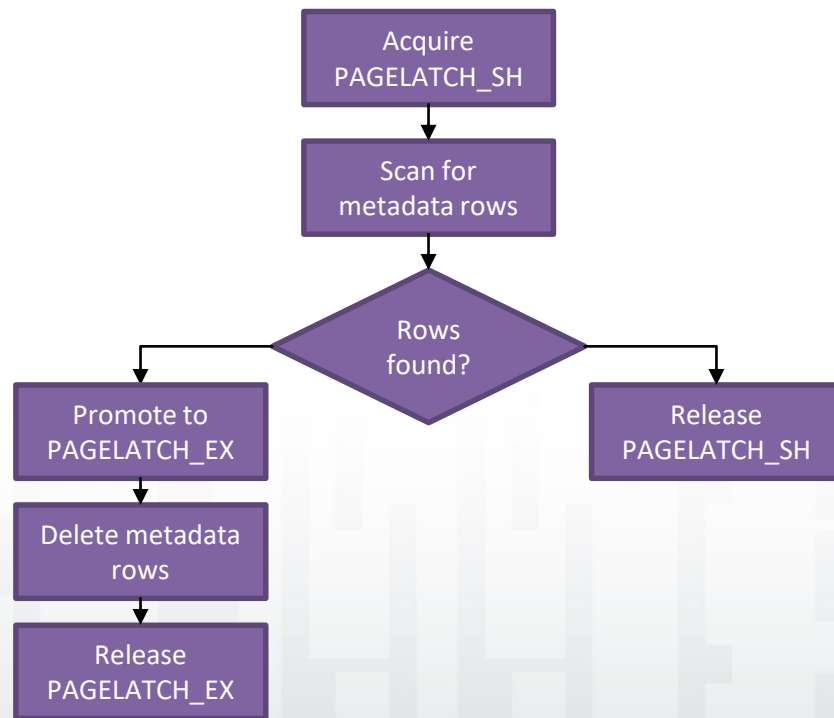 Acquire
PAGELATCH_SH
Scan for
metadata rows
Rows
found?
Promote to
PAGELATCH_EX
Delete metadata
rows
Release
PAGELATCH_EX
Release
PAGELATCH_SH